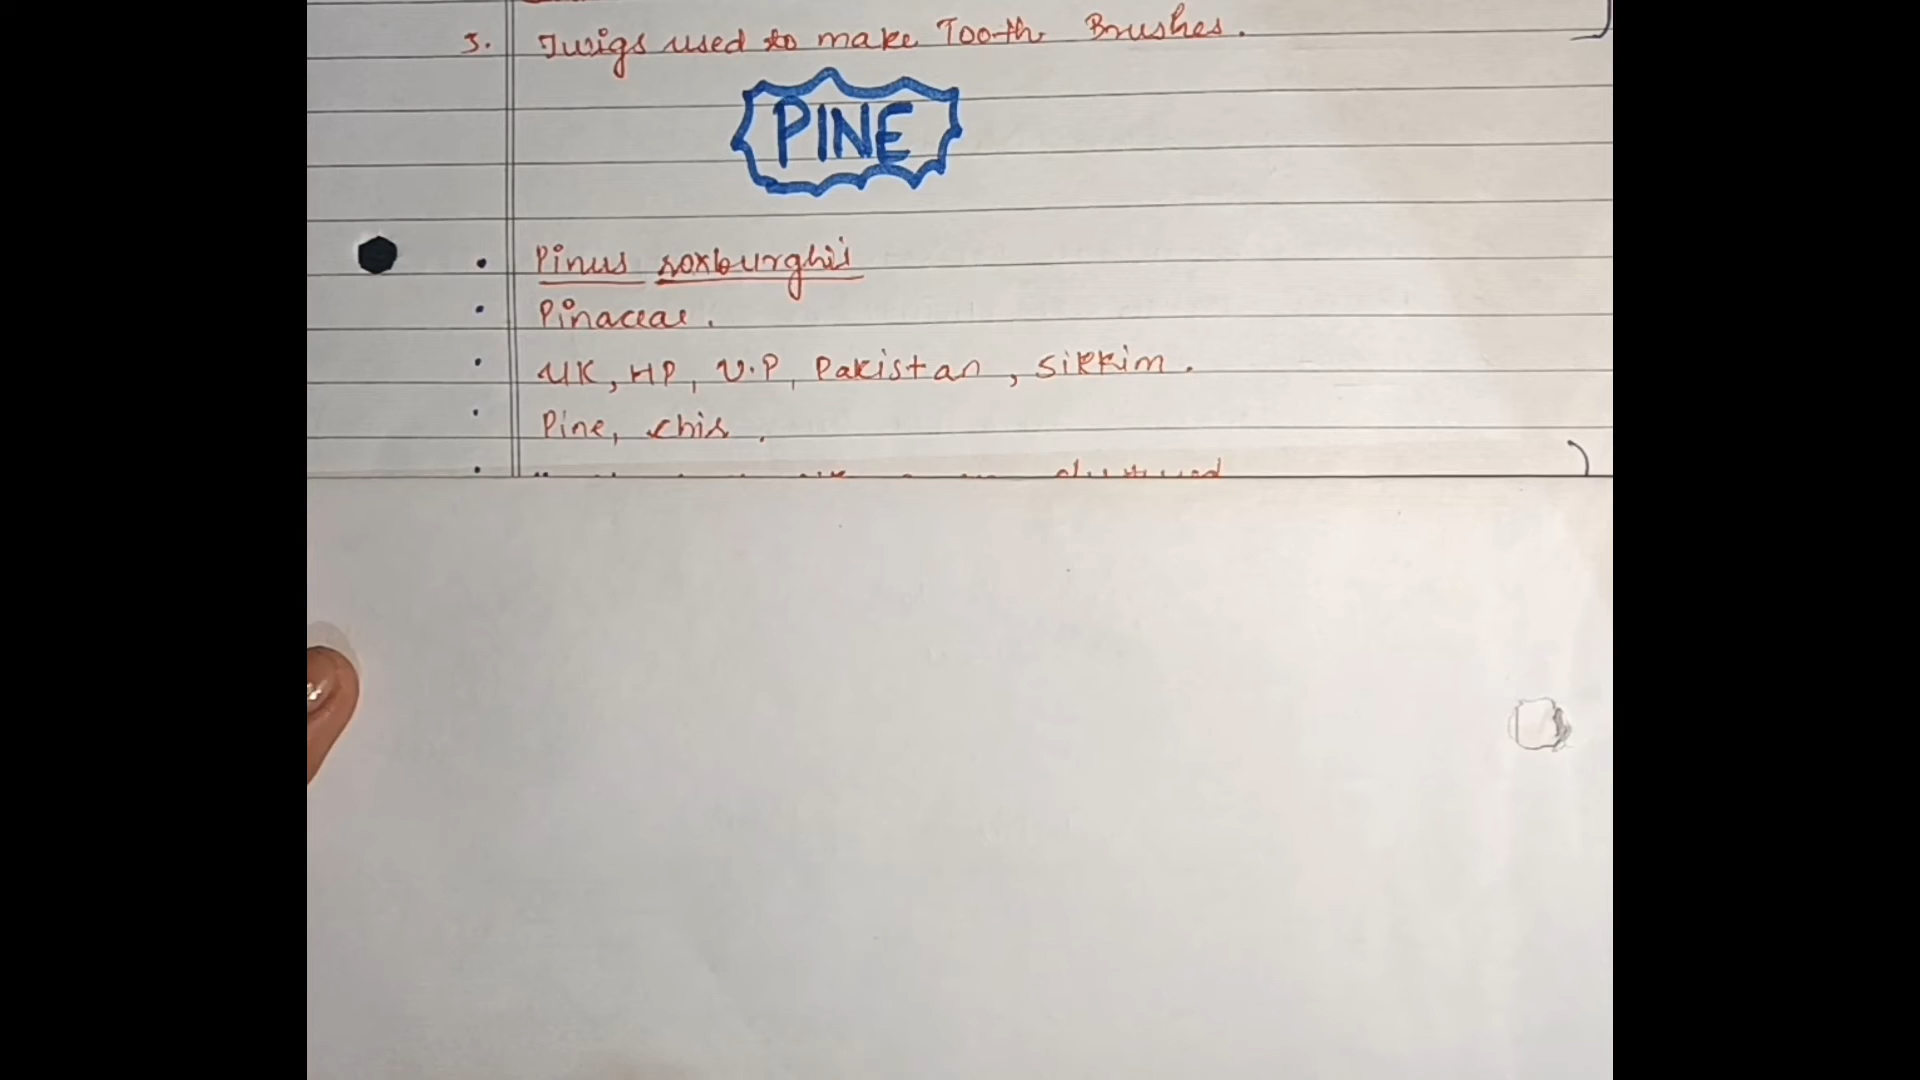 3. Twigs used to make Tooth Brushes.
PINE
• Pinus roxburghii
• Pinaceae.
• UK, HP, U.P, Pakistan, Sikkim.
• Pine, chir.